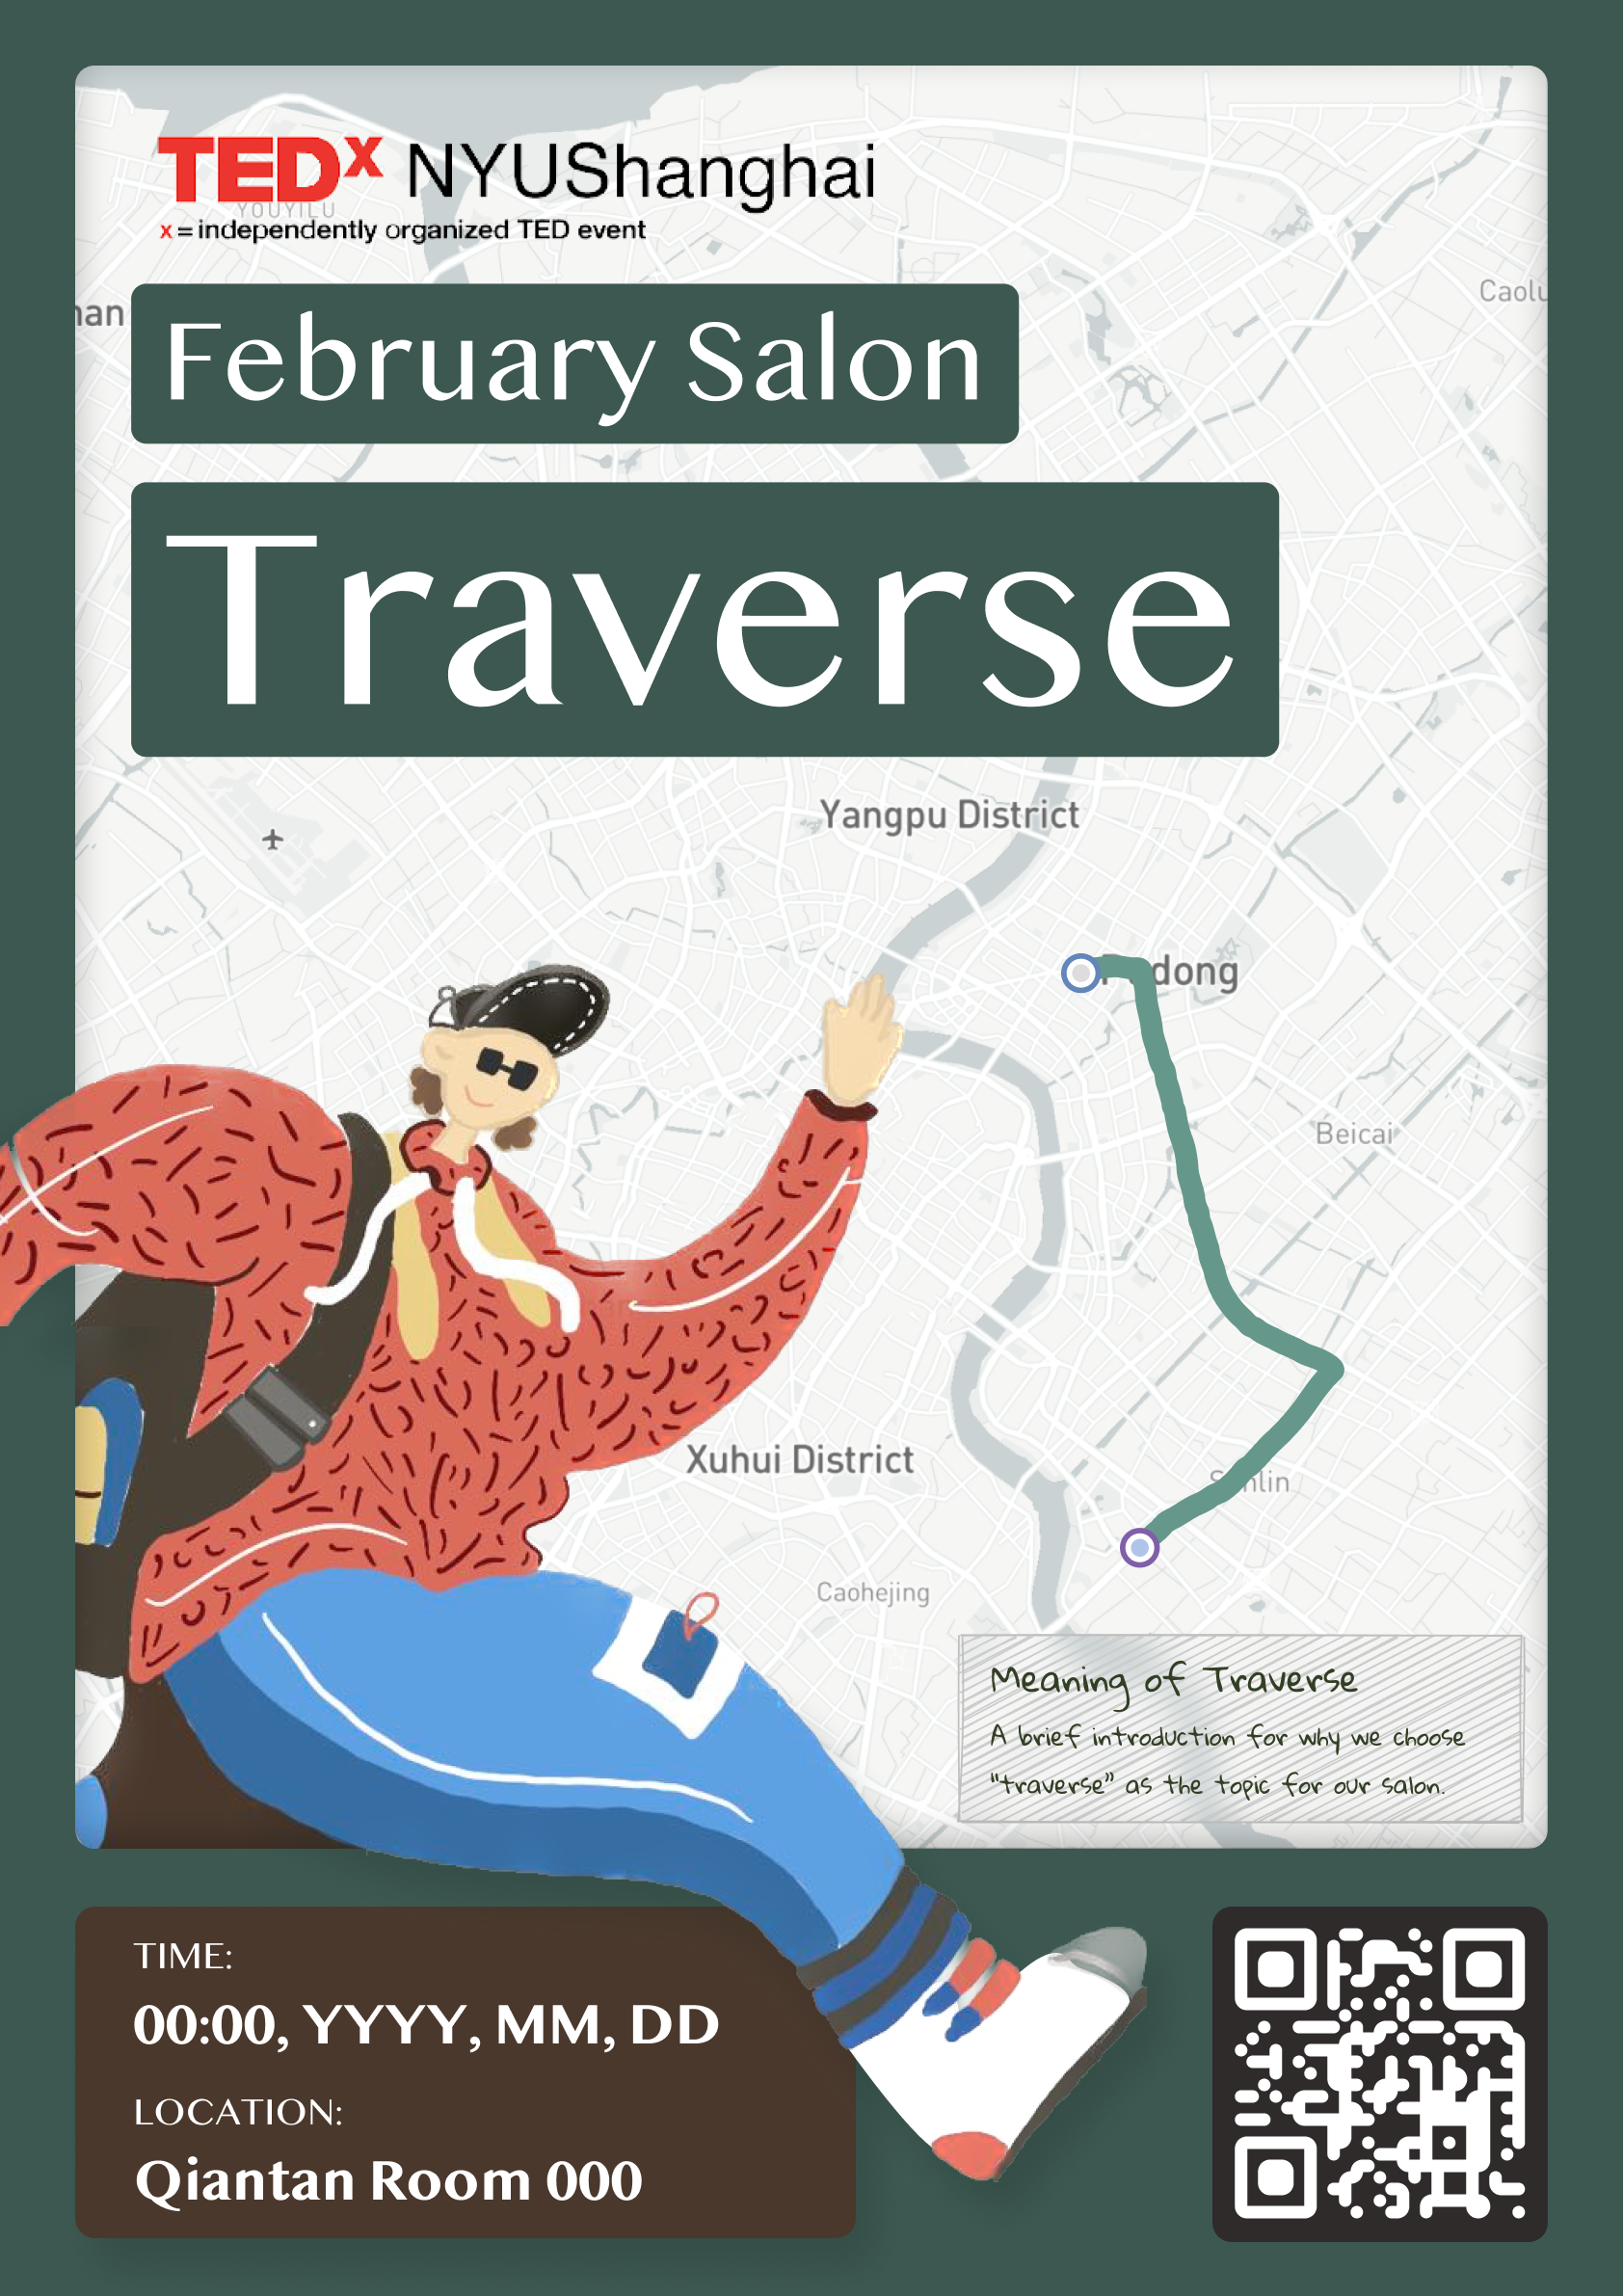 TEDx NYUShanghai
YOUYILU
x = independently organized TED event
February Salon
Caolu
Traverse
Yangpu District
dong
Beicai
Xuhui District
Caohejing
Meaning of Traverse
A brief introduction for why we choose
"traverse" as the topic for our salon.
TIME:
00:00, YYYY, MM, DD
LOCATION:
Qiantan Room 000